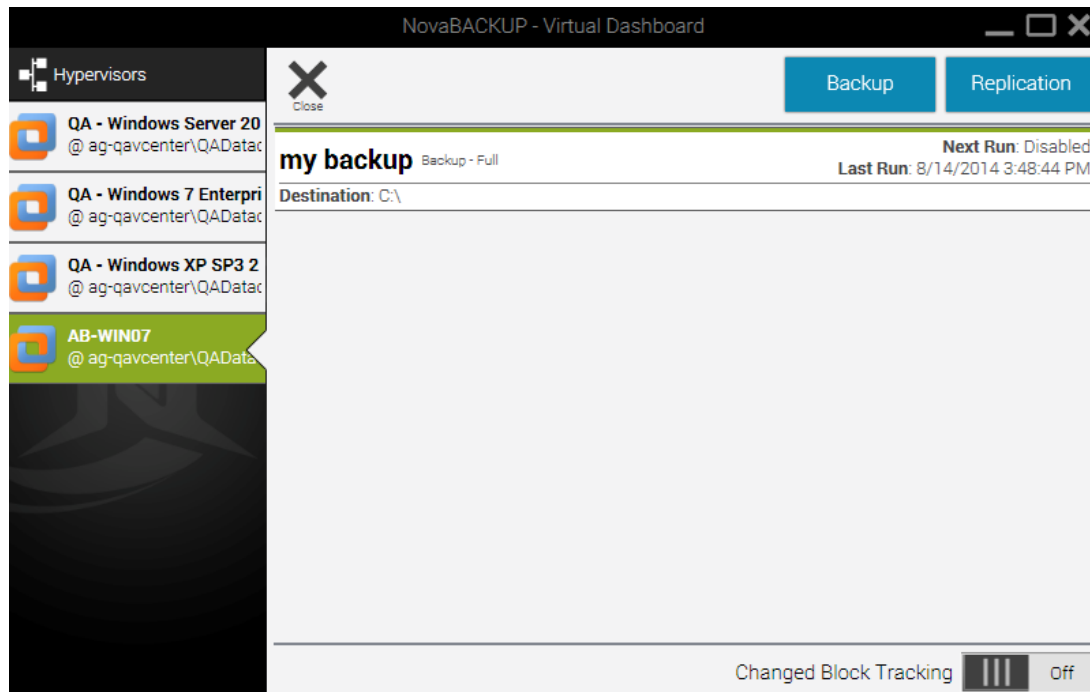 NovaBACKUP - Virtual Dashboard
Hypervisors
QA - Windows Server 20
@ ag-qavcenter\QADatac
QA - Windows 7 Enterpri
@ ag-qavcenter\QADatac
QA - Windows XP SP3 2
@ ag-qavcenter\QADatac
AB-WIN07
@ ag-qavcenter\QAData
Close
Backup
Replication
my backup Backup - Full
Next Run: Disabled
Last Run: 8/14/2014 3:48:44 PM
Destination: C:\
Changed Block Tracking
Off